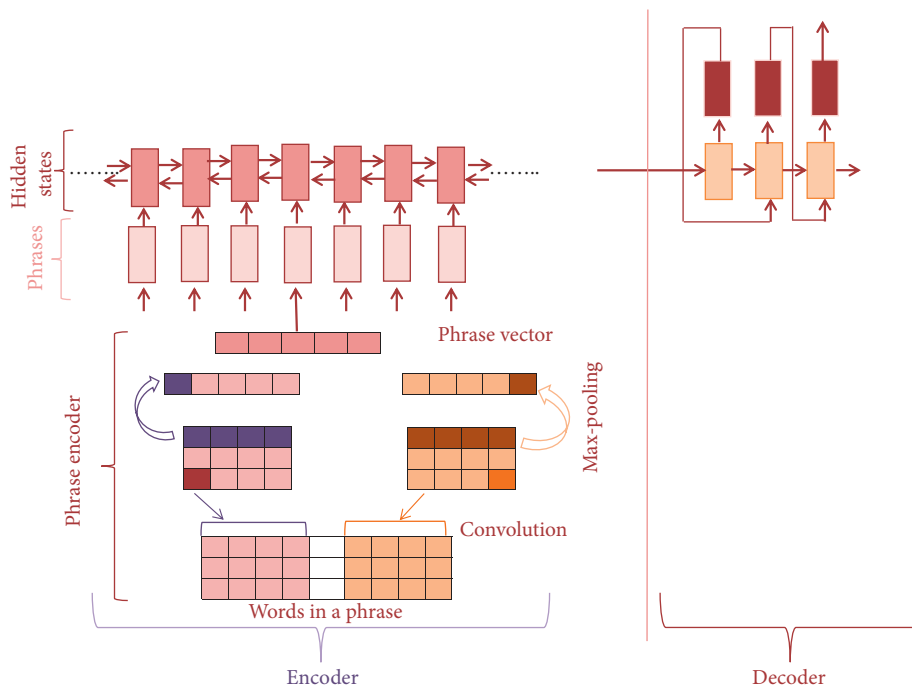 Hidden
states
Phrases
Phrase vector
Phrase encoder
Max-pooling
Convolution
Words in a phrase
Encoder
Decoder